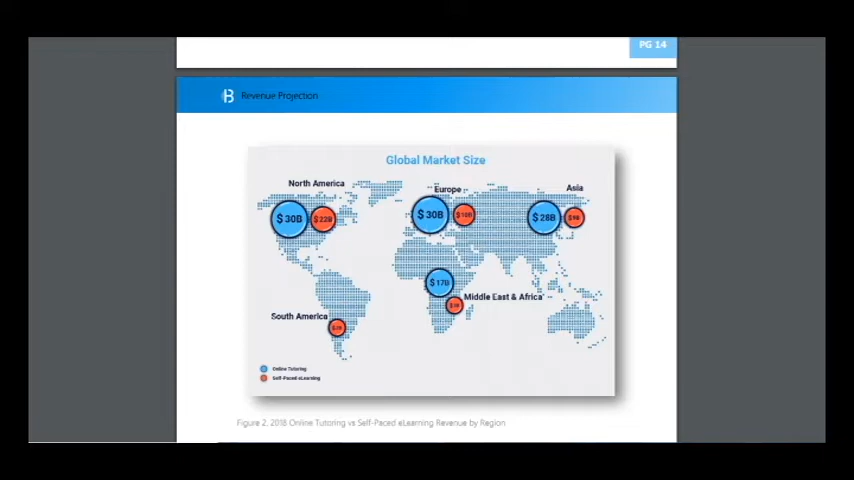 PG 14
Revenue Projection
Global Market Size
North America
Europe
Asia
$30B
$22B
$30B
$10B
$28B
$9B
$17B
Middle East & Africa
South America
Online Tutoring
Self-Paced eLearning
Figure 2. 2018 Online Tutoring vs Self-Paced eLearning Revenue by Region